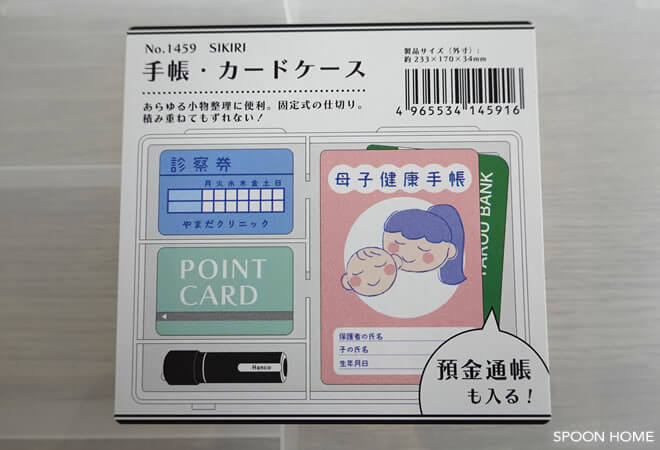 No.1459 SIKIRI
手帳・カードケース
製品サイズ（外寸）:
約233×170×34mm
あらゆる小物整理に便利。固定式の仕切り。
積み重ねてもずれない！
4 965534 145916
診察券
月火水木金土日
やまだクリニック
POINT
CARD
Hanco
母子健康手帳
保護者の氏名
子の氏名
生年月日
BANK
預金通帳
も入る！
SPOON HOME